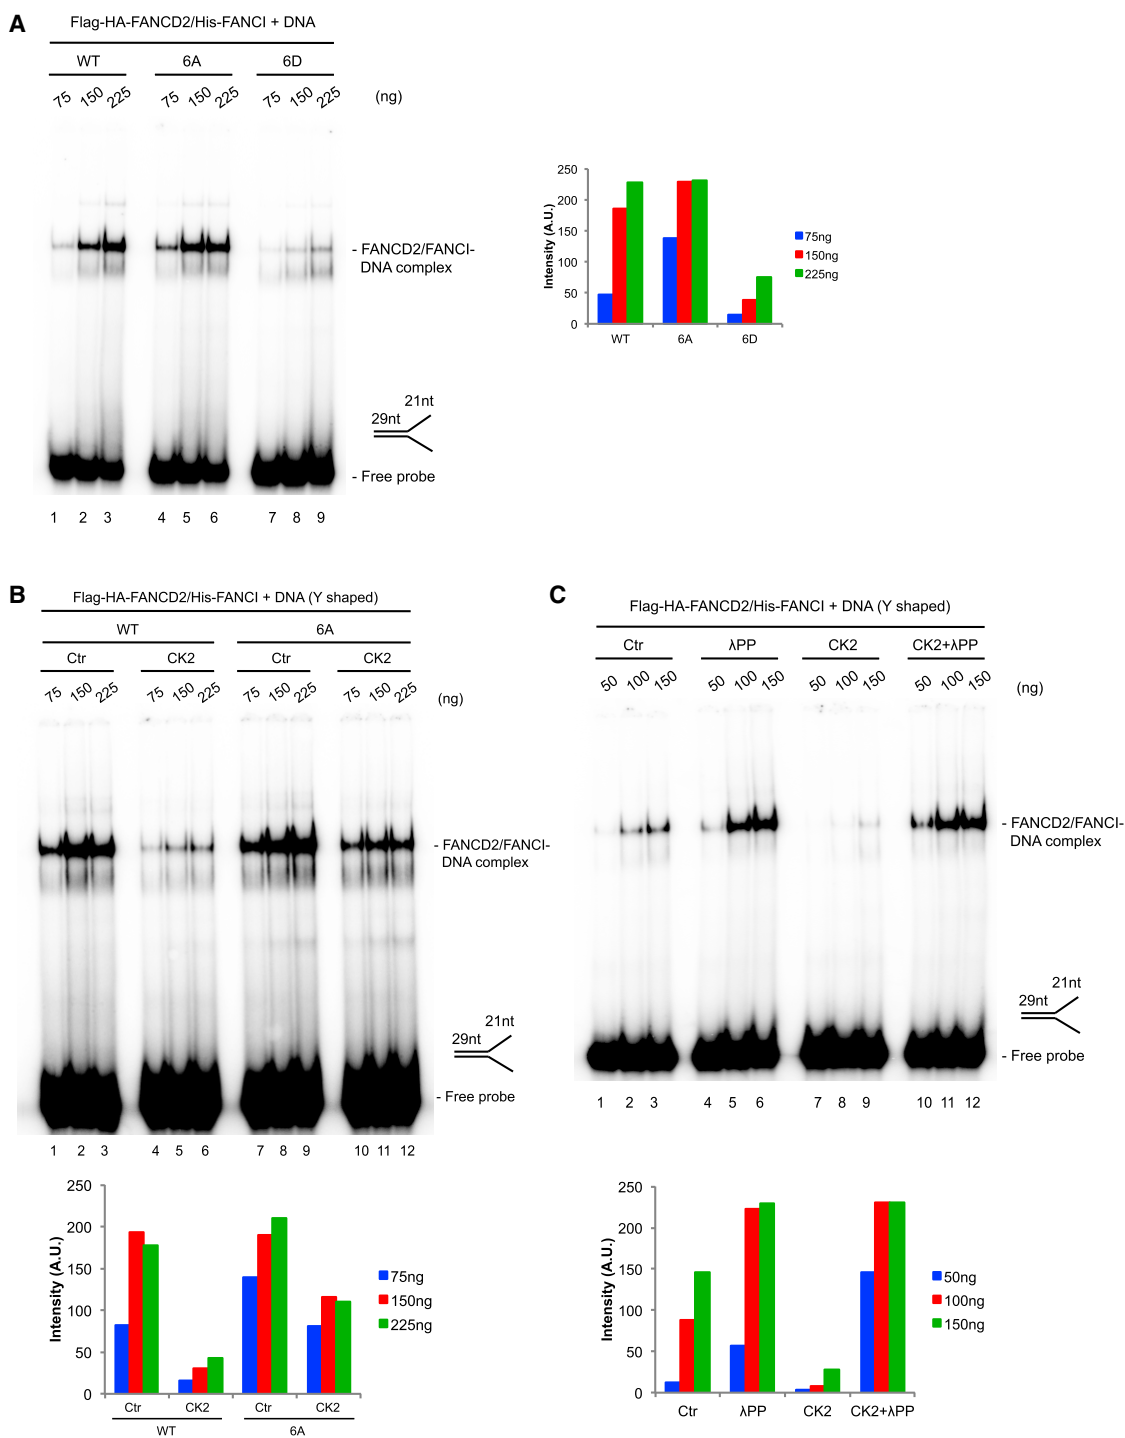 A
Flag-HA-FANCD2/His-FANCI + DNA
WT 6A 6D
75 150 225 75 150 225 75 150 225 (ng)
- FANCD2/FANCI-
DNA complex
21nt
29nt
- Free probe
1 2 3 4 5 6 7 8 9
250
200
150
100
50
0
Intensity (A.U.)
WT 6A 6D
75ng
150ng
225ng
B
Flag-HA-FANCD2/His-FANCI + DNA (Y shaped)
WT 6A
Ctr CK2 Ctr CK2
75 150 225 75 150 225 75 150 225 75 150 225 (ng)
- FANCD2/FANCI-
DNA complex
21nt
29nt
- Free probe
1 2 3 4 5 6 7 8 9 10 11 12
250
200
150
100
50
0
Intensity (A.U.)
Ctr CK2 Ctr CK2
WT 6A
75ng
150ng
225ng
C
Flag-HA-FANCD2/His-FANCI + DNA (Y shaped)
Ctr λPP CK2 CK2+λPP
50 100 150 50 100 150 50 100 150 50 100 150 (ng)
- FANCD2/FANCI-
DNA complex
21nt
29nt
- Free probe
1 2 3 4 5 6 7 8 9 10 11 12
250
200
150
100
50
0
Intensity (A.U.)
Ctr λPP CK2 CK2+λPP
50ng
100ng
150ng